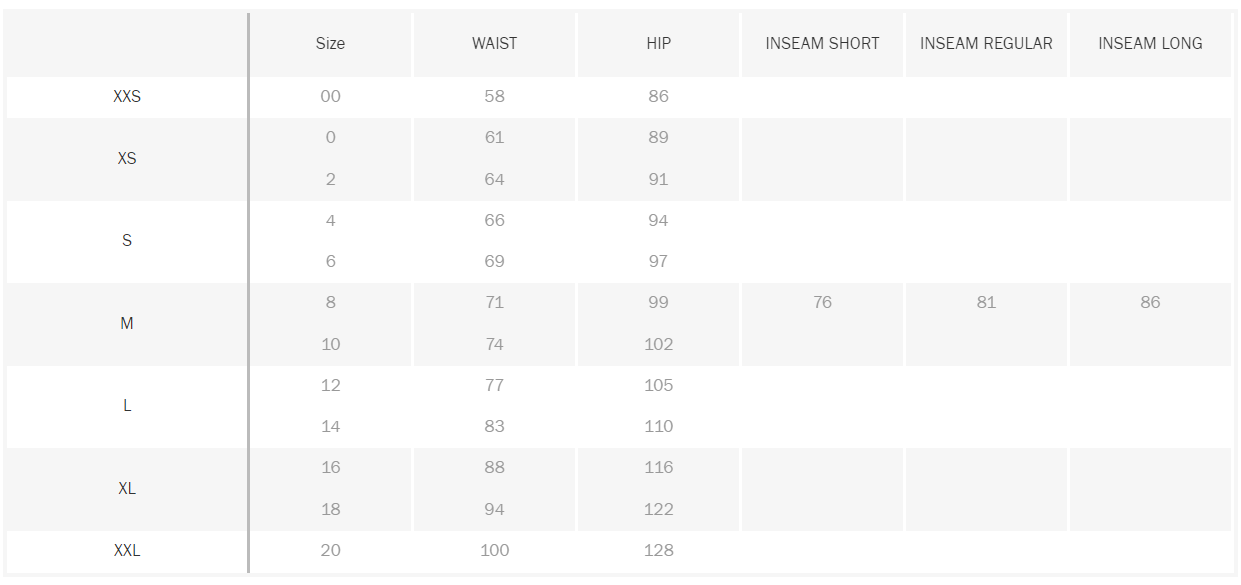 Size WAIST HIP INSEAM SHORT INSEAM REGULAR INSEAM LONG
XXS 00 58 86
XS
0 61 89
2 64 91
S
4 66 94
6 69 97
M
8 71 99 76 81 86
10 74 102
L
12 77 105
14 83 110
XL
16 88 116
18 94 122
XXL 20 100 128